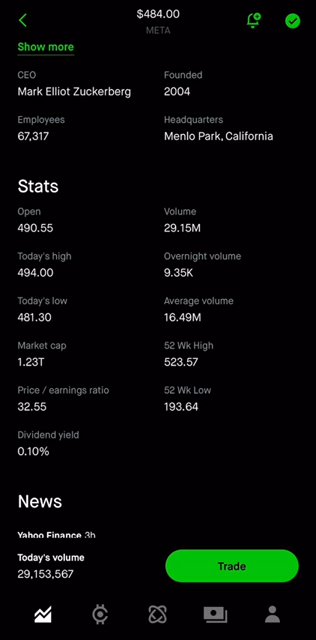 $484.00
META
Show more
CEO
Founded
Mark Elliot Zuckerberg
2004
Employees
Headquarters
67,317
Menlo Park, California
Stats
Open
Volume
490.55
29.15M
Today's high
Overnight volume
494.00
9.35K
Today's low
Average volume
481.30
16.49M
Market cap
52 Wk High
1.23T
523.57
Price / earnings ratio
52 Wk Low
32.55
193.64
Dividend yield
0.10%
News
Yahoo Finance 3h
Today's volume
29,153,567
Trade